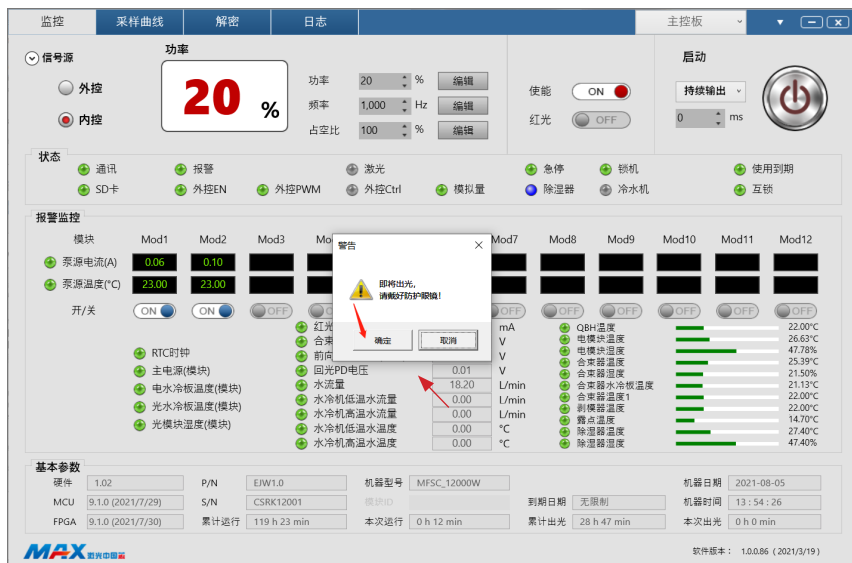 监控 采样曲线 解密 日志 主控板
信号源 功率 启动
外控 20 % 功率 20 % 编辑 使能 ON 持续输出
内控 频率 1,000 Hz 编辑 红光 OFF 0 ms
占空比 100 % 编辑
状态
通讯 报警 激光 急停 锁机 使用到期
SD卡 外控EN 外控PWM 外控Ctrl 模拟量 除湿器 冷水机 互锁
报警监控
模块 Mod1 Mod2 Mod3 Mo Mod7 Mod8 Mod9 Mod10 Mod11 Mod12
泵源电流(A) 0.06 0.10
泵源温度(°C) 23.00 23.00
开/关 ON ON OFF OFF OFF OFF OFF OFF OFF
警告
即将出光,
请戴好防护眼镜!
确定 取消
红光 mA QBH温度 22.00°C
合束 V 电模块温度 26.63°C
RTC时钟 前向 V 电模块湿度 47.78%
主电源(模块) 回光PD电压 0.01 V 合束器温度 25.39°C
电水冷板温度(模块) 水流量 18.20 L/min 合束器湿度 21.50%
光水冷板温度(模块) 水冷机低温水流量 0.00 L/min 合束器水冷板温度 21.13°C
光模块湿度(模块) 水冷机高温水流量 0.00 L/min 合束器温度1 22.00°C
水冷机低温水温度 0.00 °C 剥模器温度 22.00°C
水冷机高温水温度 0.00 °C 露点温度 14.70°C
除湿器温度 27.40°C
除湿器湿度 47.40%
基本参数
硬件 1.02 P/N EJW1.0 机器型号 MFSC_12000W 机器日期 2021-08-05
MCU 9.1.0 (2021/7/29) S/N CSRK12001 模块ID 到期日期 无限制 机器时间 13 : 54 : 26
FPGA 9.1.0 (2021/7/30) 累计运行 119 h 23 min 本次运行 0 h 12 min 累计出光 28 h 47 min 本次出光 0 h 0 min
MAX 软件版本： 1.0.0.86（2021/3/19）